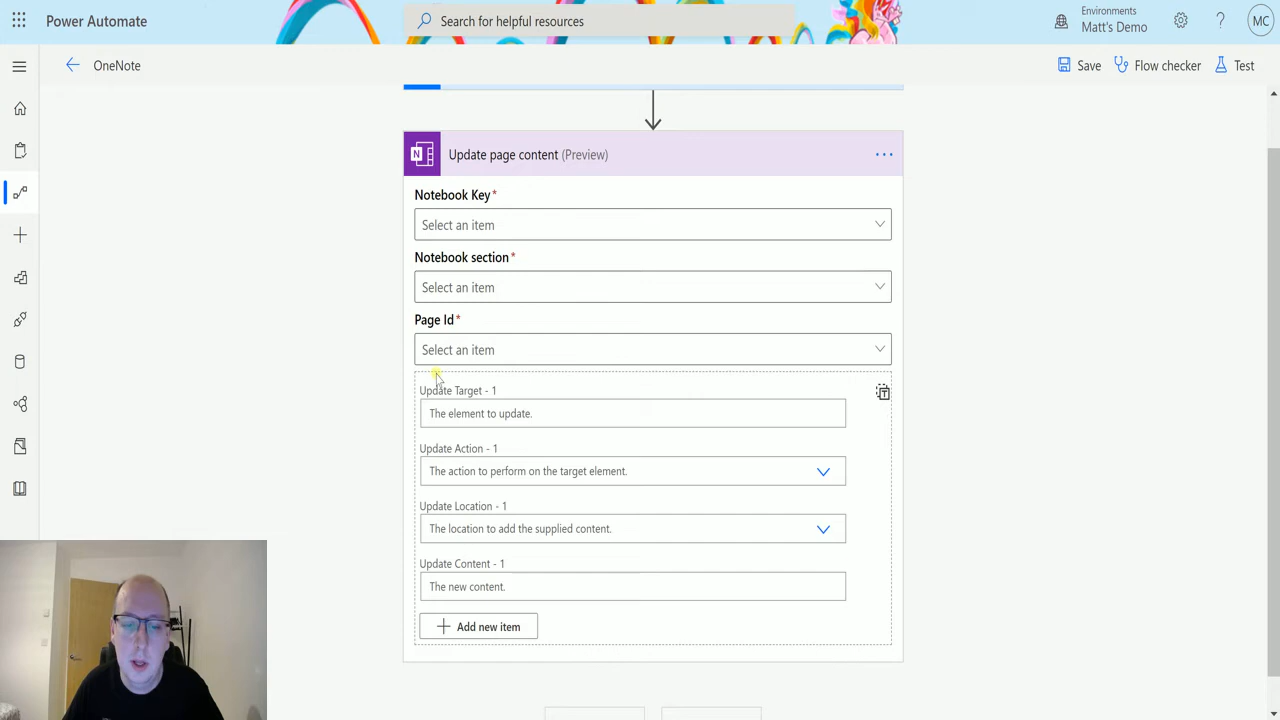 Power Automate
Search for helpful resources
Environments
Matt's Demo
?
MC
OneNote
Save
Flow checker
Test
N
Update page content (Preview)
...
Notebook Key*
Select an item
Notebook section*
Select an item
Page Id*
Select an item
Update Target - 1
The element to update.
Update Action - 1
The action to perform on the target element.
Update Location - 1
The location to add the supplied content.
Update Content - 1
The new content.
Add new item